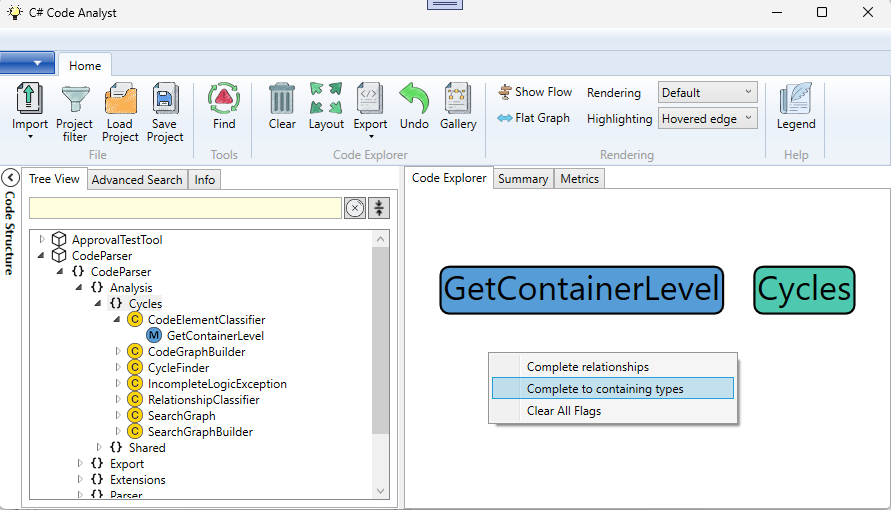 C# Code Analyst
Home
Import
Project
filter
Load
Project
Save
Project
File
Find
Tools
Clear
Layout
Export
Undo
Gallery
Code Explorer
Show Flow
Flat Graph
Rendering
Default
Highlighting
Hovered edge
Rendering
Legend
Help
Code Structure
Tree View
Advanced Search
Info
ApprovalTestTool
CodeParser
{} CodeParser
{} Analysis
{} Cycles
C CodeElementClassifier
M GetContainerLevel
C CodeGraphBuilder
C CycleFinder
C IncompleteLogicException
C RelationshipClassifier
C SearchGraph
C SearchGraphBuilder
{} Shared
{} Export
{} Extensions
{} Parser
Code Explorer
Summary
Metrics
GetContainerLevel
Cycles
Complete relationships
Complete to containing types
Clear All Flags